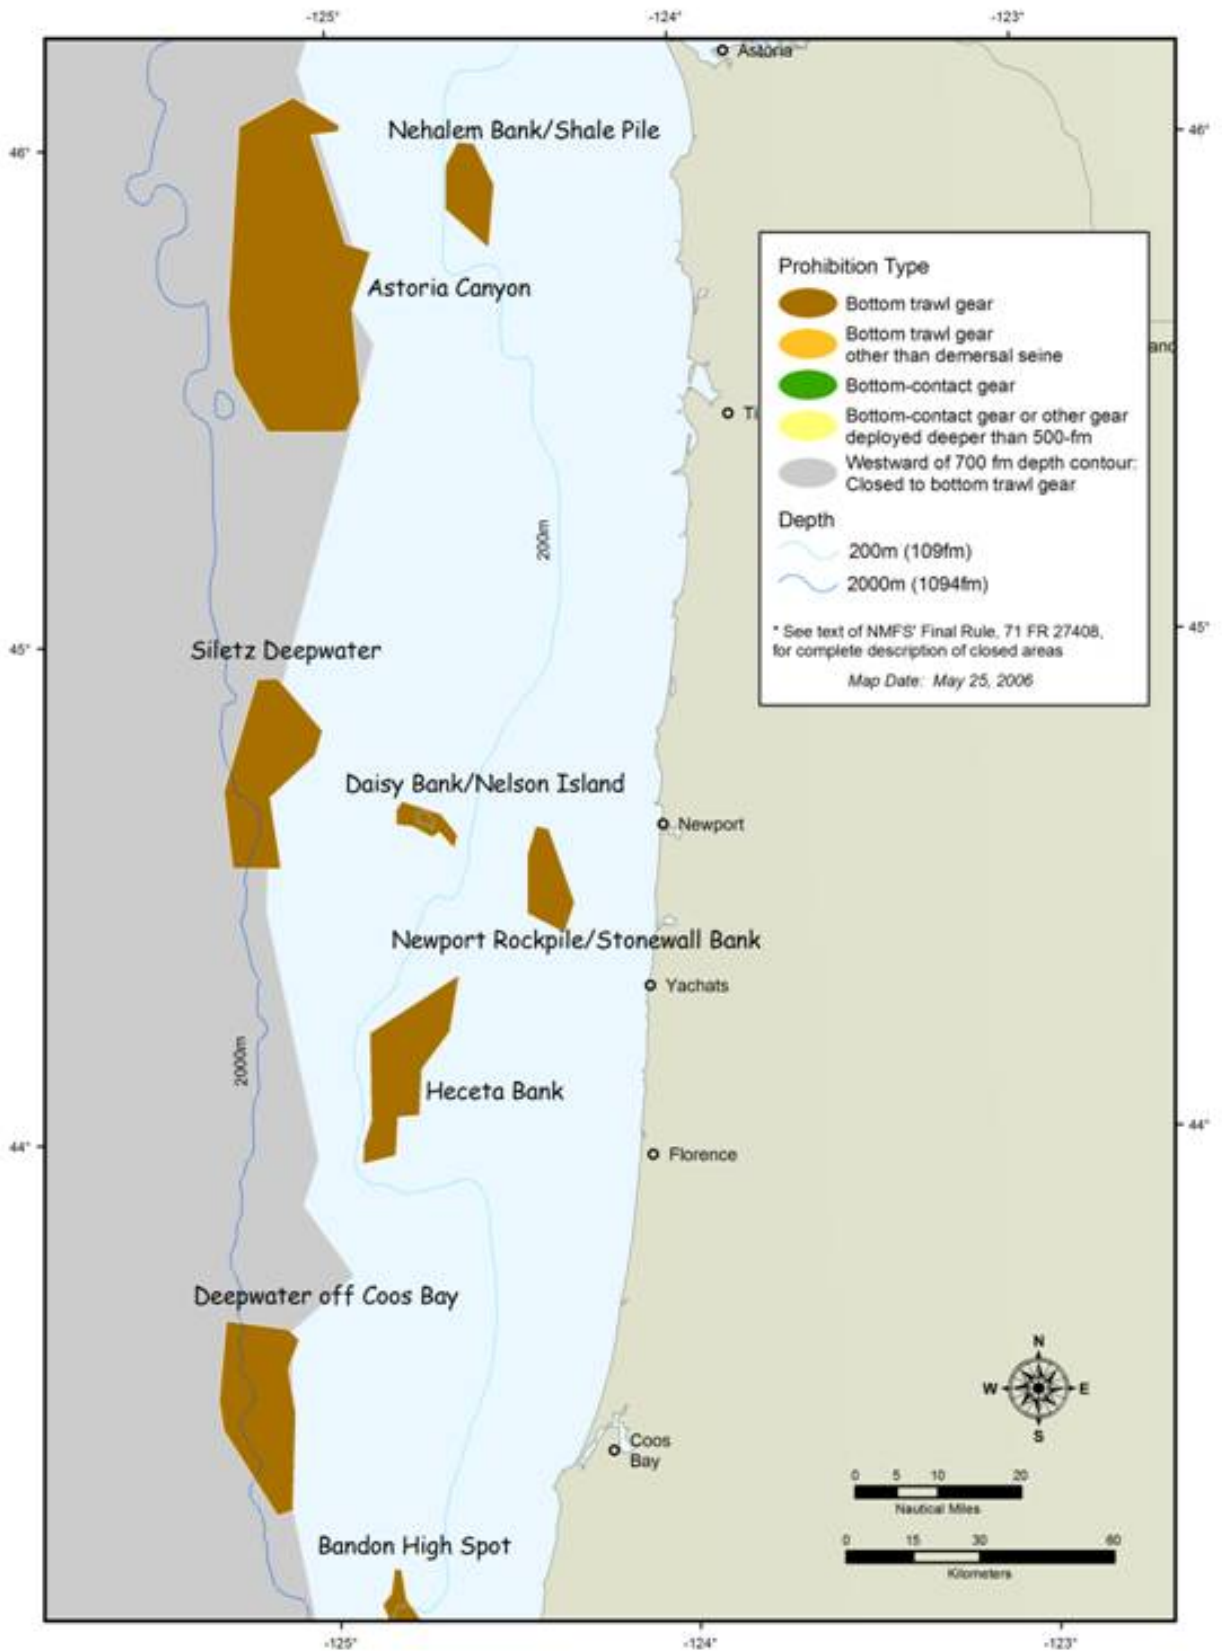 -125°
-124°
-123°
Astoria
46°
46°
Nehalem Bank/Shale Pile
Astoria Canyon
Prohibition Type
Bottom trawl gear
Bottom trawl gear
other than demersal seine
Bottom-contact gear
Bottom-contact gear or other gear
deployed deeper than 500-fm
Westward of 700 fm depth contour:
Closed to bottom trawl gear
Depth
200m (109fm)
2000m (1094fm)
* See text of NMFS' Final Rule, 71 FR 27408,
for complete description of closed areas
Map Date: May 25, 2006
and
Ti
200m
45°
45°
Siletz Deepwater
Daisy Bank/Nelson Island
Newport
Newport Rockpile/Stonewall Bank
Yachats
2000m
Heceta Bank
44°
44°
Florence
Deepwater off Coos Bay
N
W
E
S
Coos
Bay
0 5 10 20
Nautical Miles
Bandon High Spot
0 15 30 60
Kilometers
-125°
-124°
-123°